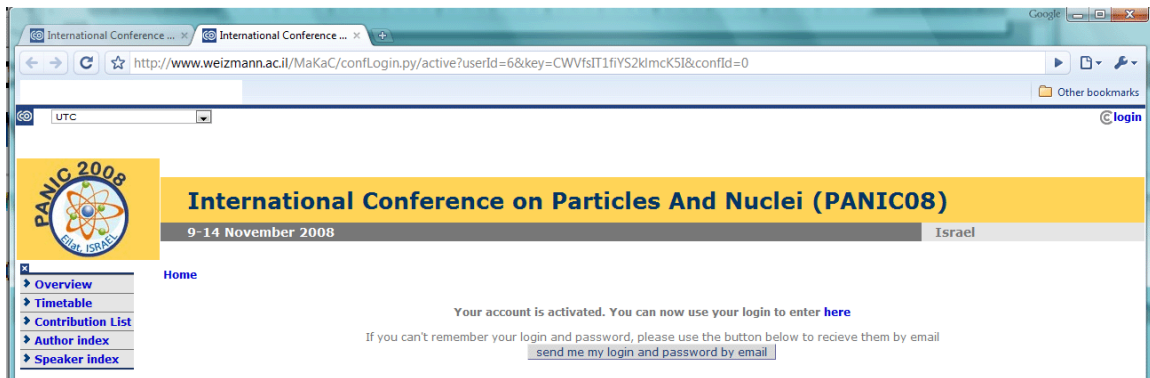 Google
International Conference ...
International Conference ...
http://www.weizmann.ac.il/MaKaC/confLogin.py/active?userId=6&key=CWVfsIT1fiYS2klmcK5I&confId=0
Other bookmarks
UTC
login
PANIC 2008
Eilat, ISRAEL
International Conference on Particles And Nuclei (PANIC08)
9-14 November 2008
Israel
Overview
Timetable
Contribution List
Author index
Speaker index
Home
Your account is activated. You can now use your login to enter here
If you can't remember your login and password, please use the button below to recieve them by email
send me my login and password by email